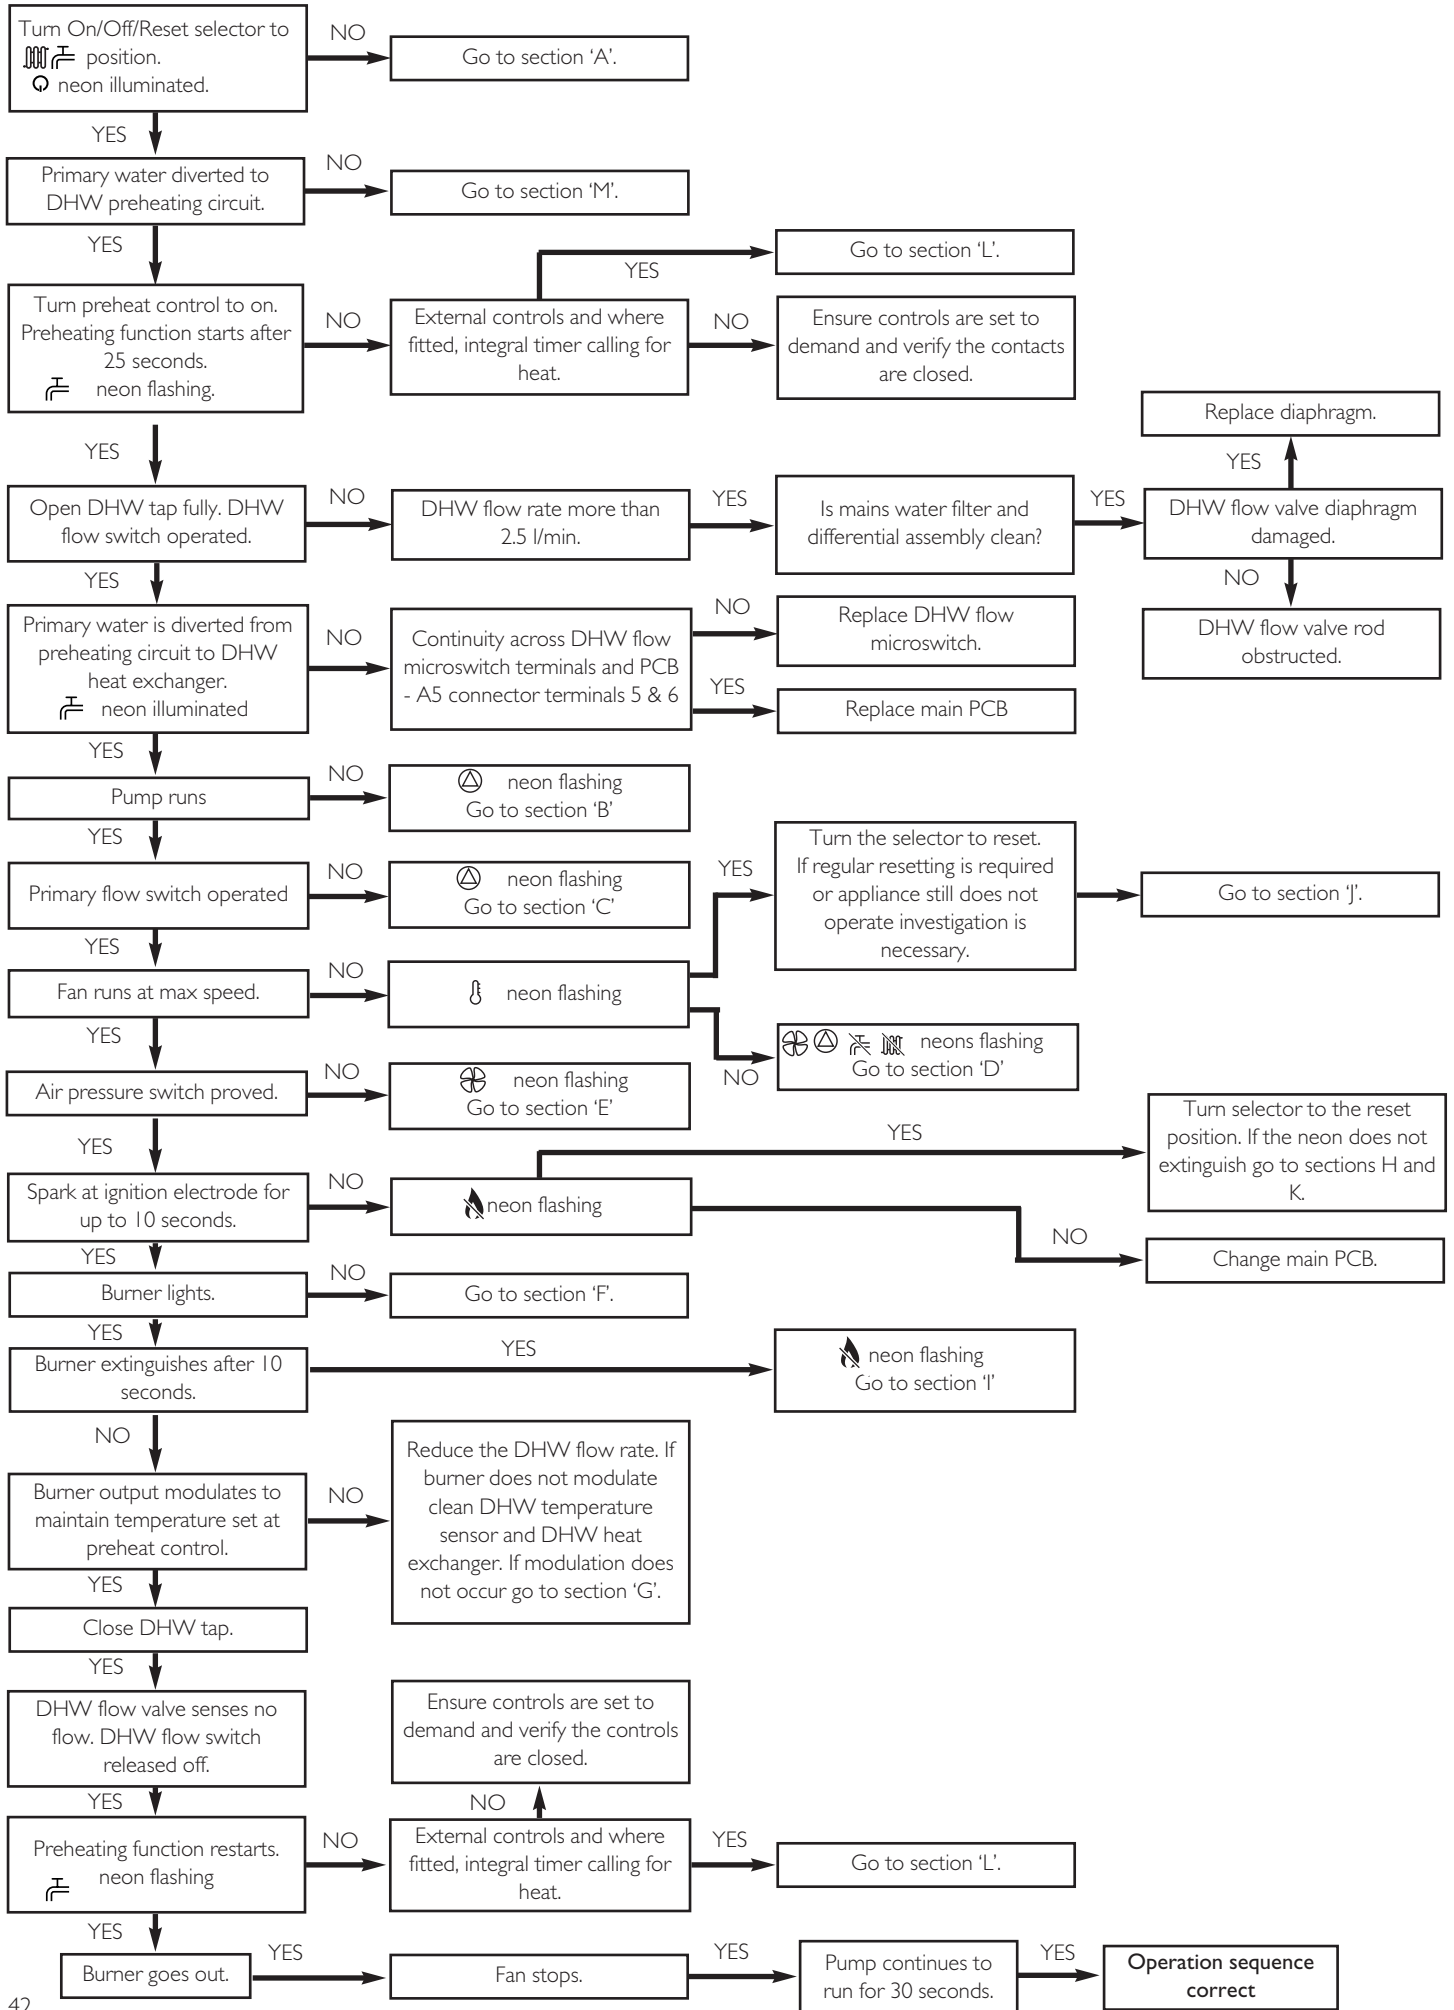 Turn On/Off/Reset selector to
position.
neon illuminated.
NO
Go to section ‘A’.
YES
Primary water diverted to
DHW preheating circuit.
NO
Go to section ‘M’.
YES
Turn preheat control to on.
Preheating function starts after
25 seconds.
neon flashing.
NO
External controls and where
fitted, integral timer calling for
heat.
YES
Go to section ‘L’.
NO
Ensure controls are set to
demand and verify the contacts
are closed.
YES
Open DHW tap fully. DHW
flow switch operated.
NO
DHW flow rate more than
2.5 l/min.
YES
Is mains water filter and
differential assembly clean?
YES
DHW flow valve diaphragm
damaged.
YES
Replace diaphragm.
NO
DHW flow valve rod
obstructed.
YES
Primary water is diverted from
preheating circuit to DHW
heat exchanger.
neon illuminated
NO
Continuity across DHW flow
microswitch terminals and PCB
- A5 connector terminals 5 & 6
NO
Replace DHW flow
microswitch.
YES
Replace main PCB
YES
Pump runs
NO
neon flashing
Go to section ‘B’
YES
Primary flow switch operated
NO
neon flashing
Go to section ‘C’
YES
Fan runs at max speed.
NO
neon flashing
YES
Turn the selector to reset.
If regular resetting is required
or appliance still does not
operate investigation is
necessary.
Go to section ‘J’.
NO
neons flashing
Go to section ‘D’
YES
Air pressure switch proved.
NO
neon flashing
Go to section ‘E’
YES
Spark at ignition electrode for
up to 10 seconds.
NO
neon flashing
YES
Turn selector to the reset
position. If the neon does not
extinguish go to sections H and
K.
NO
Change main PCB.
YES
Burner lights.
NO
Go to section ‘F’.
YES
Burner extinguishes after 10
seconds.
YES
neon flashing
Go to section ‘I’
NO
Burner output modulates to
maintain temperature set at
preheat control.
NO
Reduce the DHW flow rate. If
burner does not modulate
clean DHW temperature
sensor and DHW heat
exchanger. If modulation does
not occur go to section ‘G’.
YES
Close DHW tap.
YES
DHW flow valve senses no
flow. DHW flow switch
released off.
YES
Preheating function restarts.
neon flashing
NO
External controls and where
fitted, integral timer calling for
heat.
NO
Ensure controls are set to
demand and verify the controls
are closed.
YES
Go to section ‘L’.
YES
Burner goes out.
YES
Fan stops.
YES
Pump continues to
run for 30 seconds.
YES
Operation sequence
correct
42